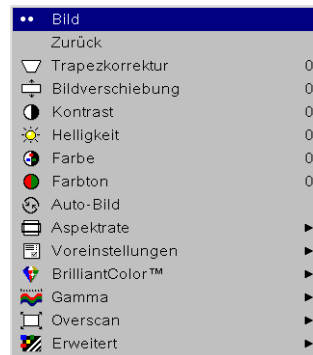 •• Bild
Zurück
Trapezkorrektur 0
Bildverschiebung 0
Kontrast 0
Helligkeit 0
Farbe 0
Farbton 0
Auto-Bild
Aspektrate
Voreinstellungen
BrilliantColor™
Gamma
Overscan
Erweitert